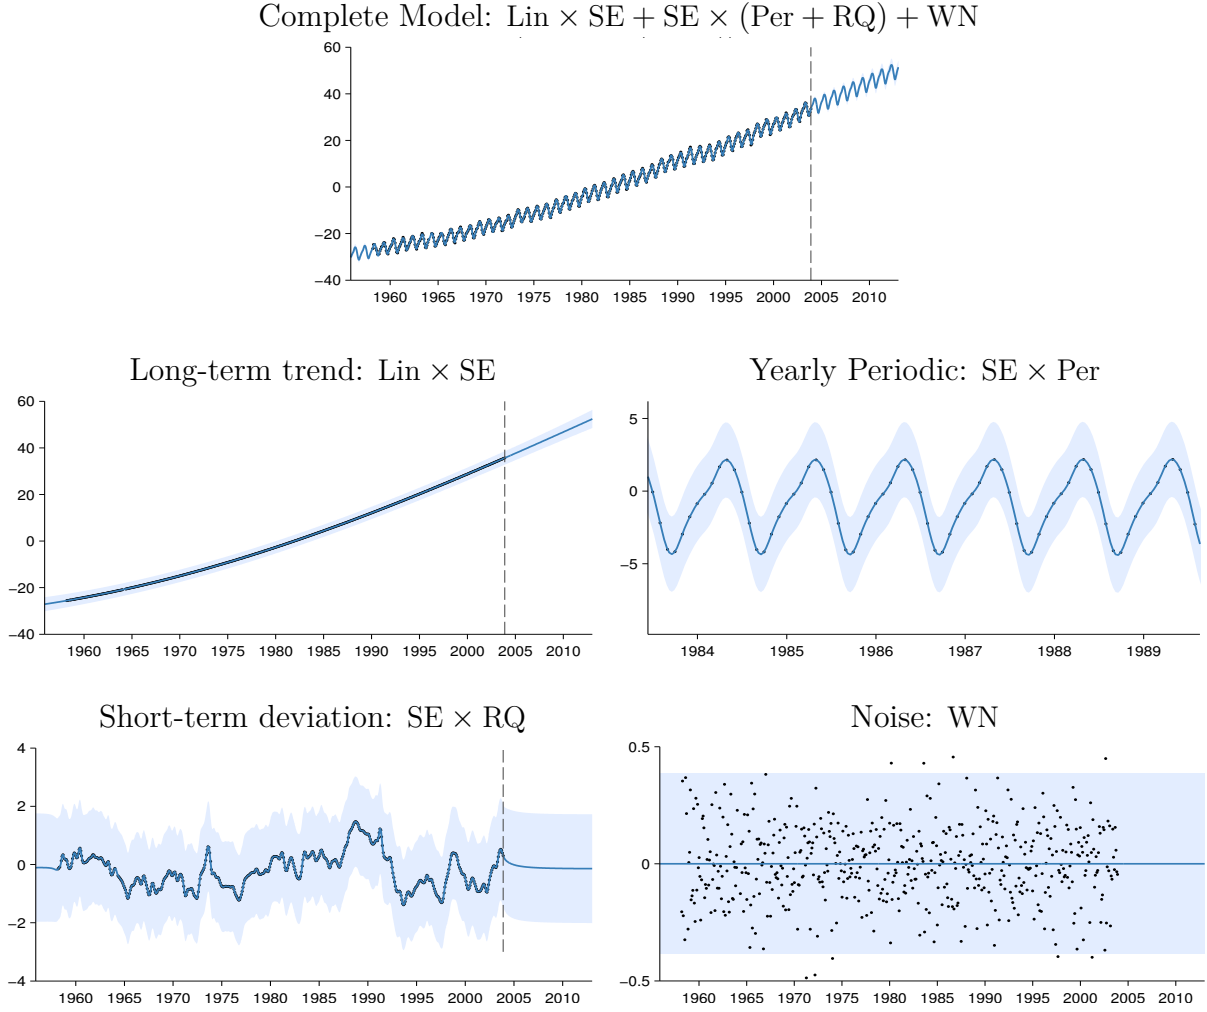 Complete Model: Lin × SE + SE × (Per + RQ) + WN
60
40
20
0
−20
−40
1960 1965 1970 1975 1980 1985 1990 1995 2000 2005 2010
Long-term trend: Lin × SE
60
40
20
0
−20
−40
1960 1965 1970 1975 1980 1985 1990 1995 2000 2005 2010
Yearly Periodic: SE × Per
5
0
−5
1984 1985 1986 1987 1988 1989
Short-term deviation: SE × RQ
4
2
0
−2
−4
1960 1965 1970 1975 1980 1985 1990 1995 2000 2005 2010
Noise: WN
0.5
0
−0.5
1960 1965 1970 1975 1980 1985 1990 1995 2000 2005 2010